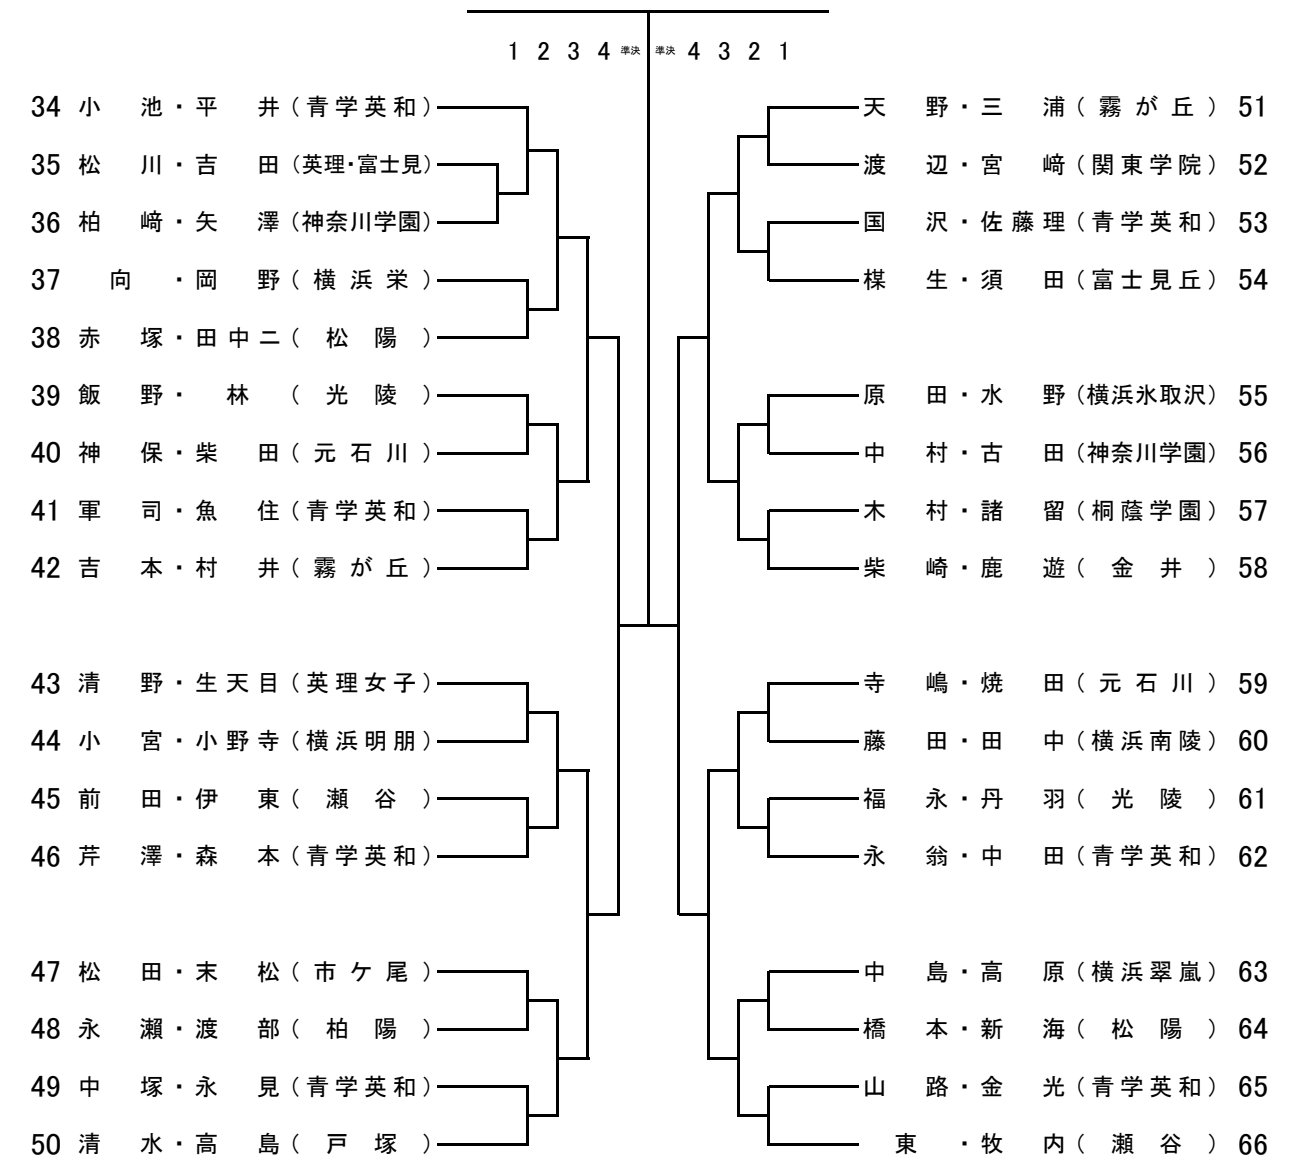 1 2 3 4 準決 準決 4 3 2 1
34 小池・平井(青学英和) 天野・三浦(霧が丘) 51
35 松川・吉田(英理・富士見) 渡辺・宮﨑(関東学院) 52
36 柏﨑・矢澤(神奈川学園) 国沢・佐藤理(青学英和) 53
37 向・岡野(横浜栄) 楳生・須田(富士見丘) 54
38 赤塚・田中二(松陽)
39 飯野・林(光陵) 原田・水野(横浜氷取沢) 55
40 神保・柴田(元石川) 中村・古田(神奈川学園) 56
41 軍司・魚住(青学英和) 木村・諸留(桐蔭学園) 57
42 吉本・村井(霧が丘) 柴崎・鹿遊(金井) 58
43 清野・生天目(英理女子) 寺嶋・焼田(元石川) 59
44 小宮・小野寺(横浜明朋) 藤田・田中(横浜南陵) 60
45 前田・伊東(瀬谷) 福永・丹羽(光陵) 61
46 芹澤・森本(青学英和) 永翁・中田(青学英和) 62
47 松田・末松(市ケ尾) 中島・高原(横浜翠嵐) 63
48 永瀨・渡部(柏陽) 橋本・新海(松陽) 64
49 中塚・永見(青学英和) 山路・金光(青学英和) 65
50 清水・高島(戸塚) 東・牧内(瀬谷) 66